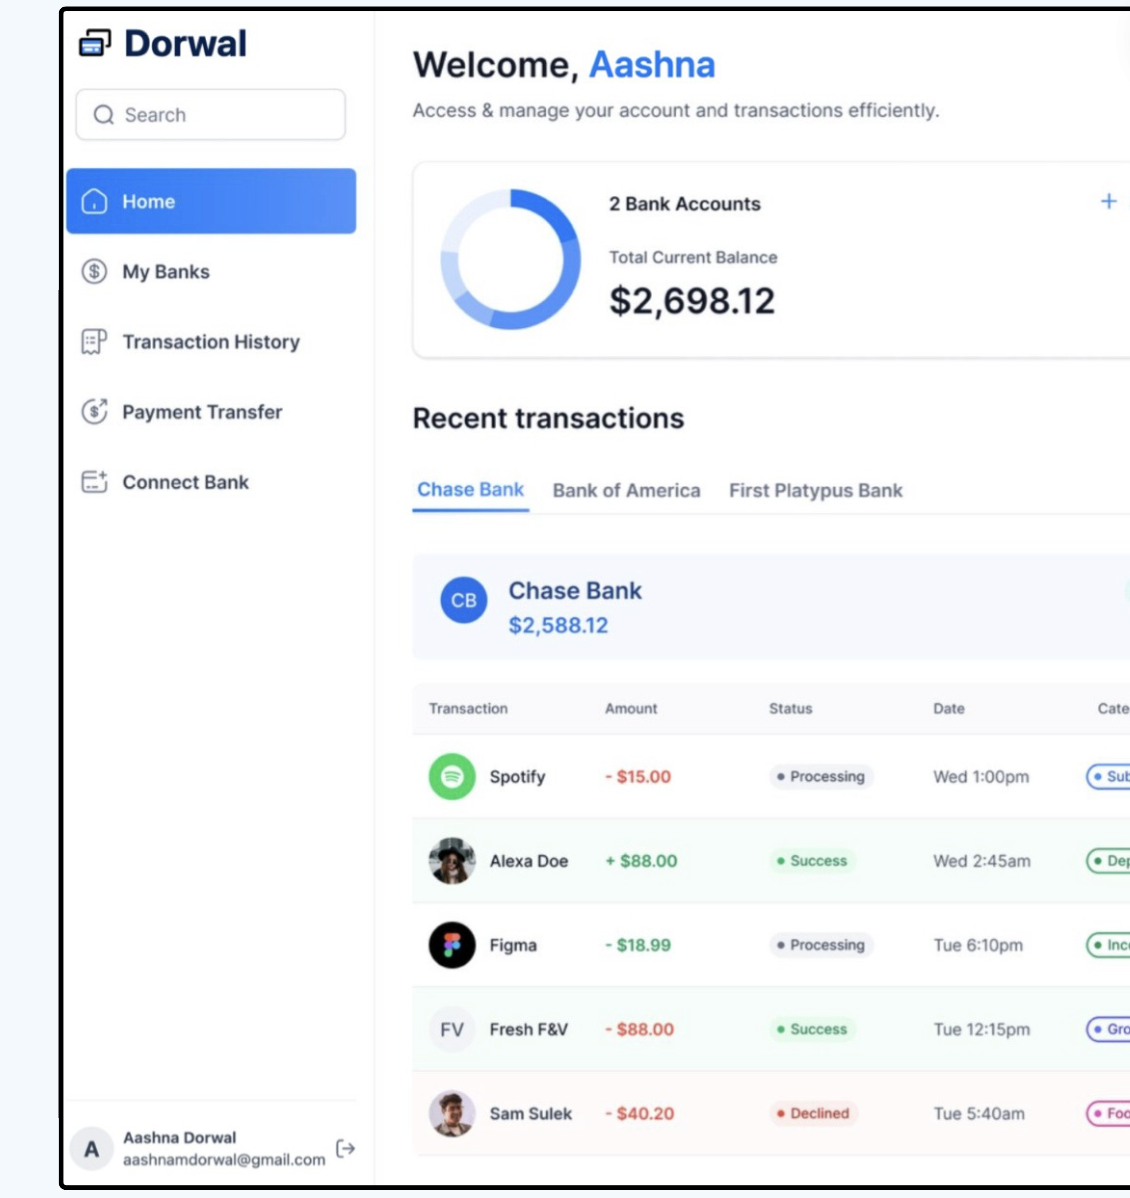 Dorwal
Search
Home
My Banks
Transaction History
Payment Transfer
Connect Bank
A
Aashna Dorwal
aashnamdorwal@gmail.com
Welcome, Aashna
Access & manage your account and transactions efficiently.
2 Bank Accounts
+
Total Current Balance
$2,698.12
Recent transactions
Chase Bank Bank of America First Platypus Bank
CB
Chase Bank
$2,588.12
Transaction Amount Status Date Cate
Spotify - $15.00 Processing Wed 1:00pm Sub
Alexa Doe + $88.00 Success Wed 2:45am Dep
Figma - $18.99 Processing Tue 6:10pm Inc
FV Fresh F&V - $88.00 Success Tue 12:15pm Gro
Sam Sulek - $40.20 Declined Tue 5:40am Foo